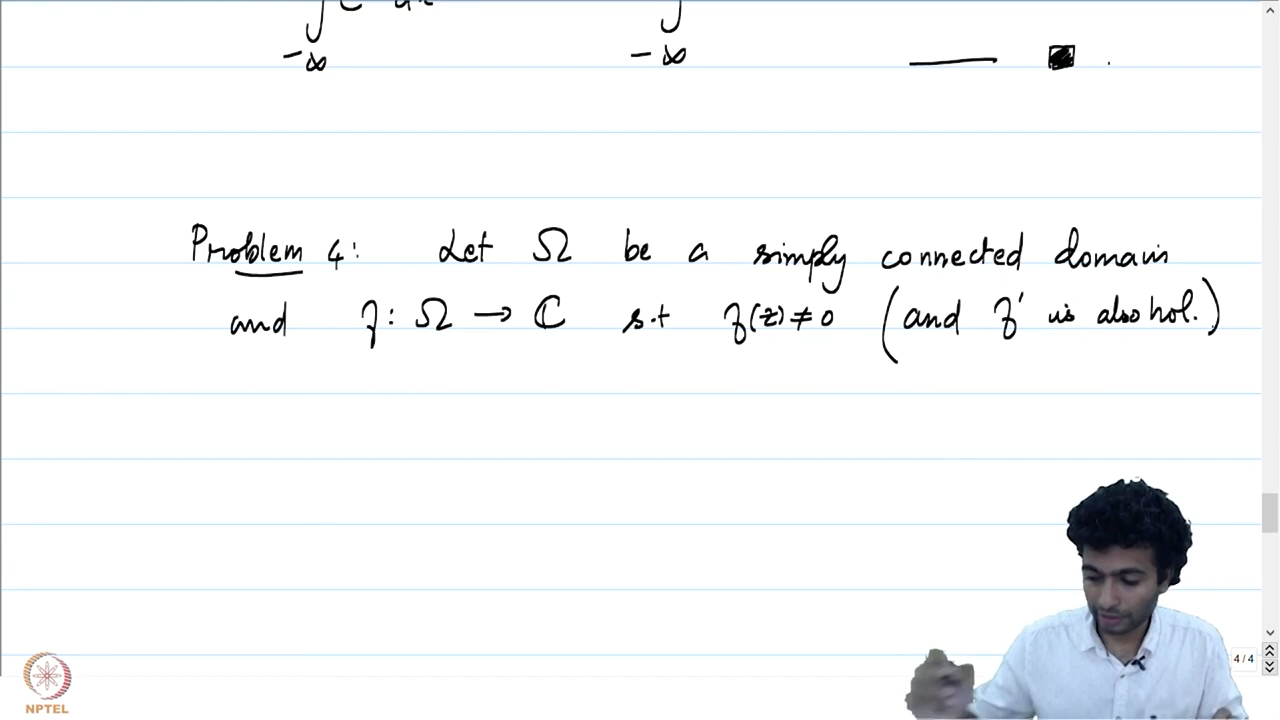 -∞ -∞
Problem 4: Let Ω be a simply connected domain
and f: Ω → ℂ s.t f(z)≠0 (and f' is also hol.)
4 / 4
NPTEL